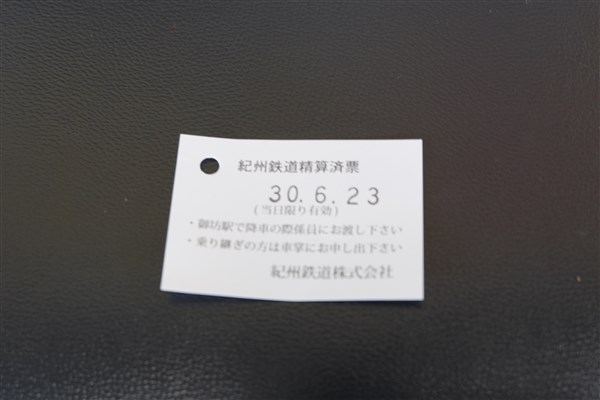 紀州鉄道精算済票
30.6.23
(当日限り有効)
・御坊駅で降車の際係員にお渡し下さい
・乗り継ぎの方は車掌にお申し出下さい
紀州鉄道株式会社